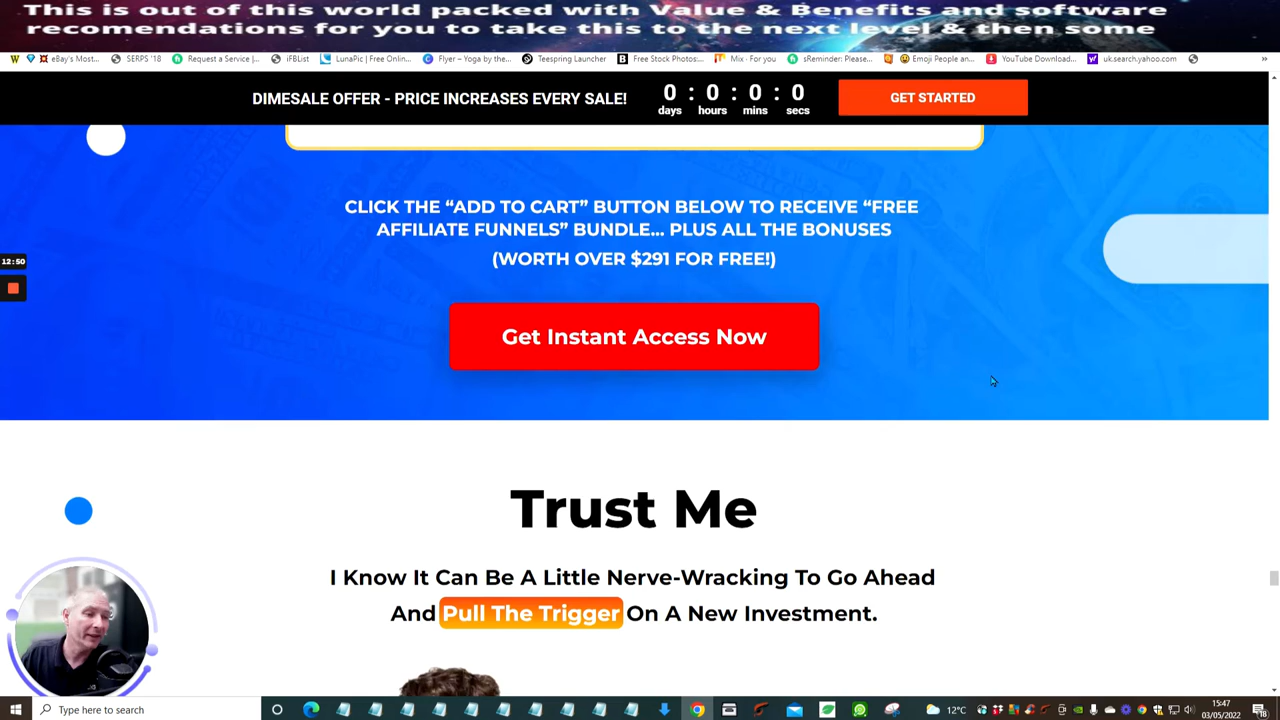 This is out of this world packed with Value & Benefits and software
recomendations for you to take this to the next level & then some
eBay's Most...
SERPS '18
Request a Service |...
iFBList
LunaPic | Free Onlin...
Flyer – Yoga by the...
Teespring Launcher
Free Stock Photos:...
Mix · For you
sReminder: Please...
Emoji People an...
YouTube Download...
uk.search.yahoo.com
»
DIMESALE OFFER - PRICE INCREASES EVERY SALE!
0 : 0 : 0 : 0
days hours mins secs
GET STARTED
CLICK THE “ADD TO CART” BUTTON BELOW TO RECEIVE “FREE
AFFILIATE FUNNELS” BUNDLE... PLUS ALL THE BONUSES
(WORTH OVER $291 FOR FREE!)
12:50
Get Instant Access Now
Trust Me
I Know It Can Be A Little Nerve-Wracking To Go Ahead
And Pull The Trigger On A New Investment.
Type here to search
12°C
15:47
03/05/2022